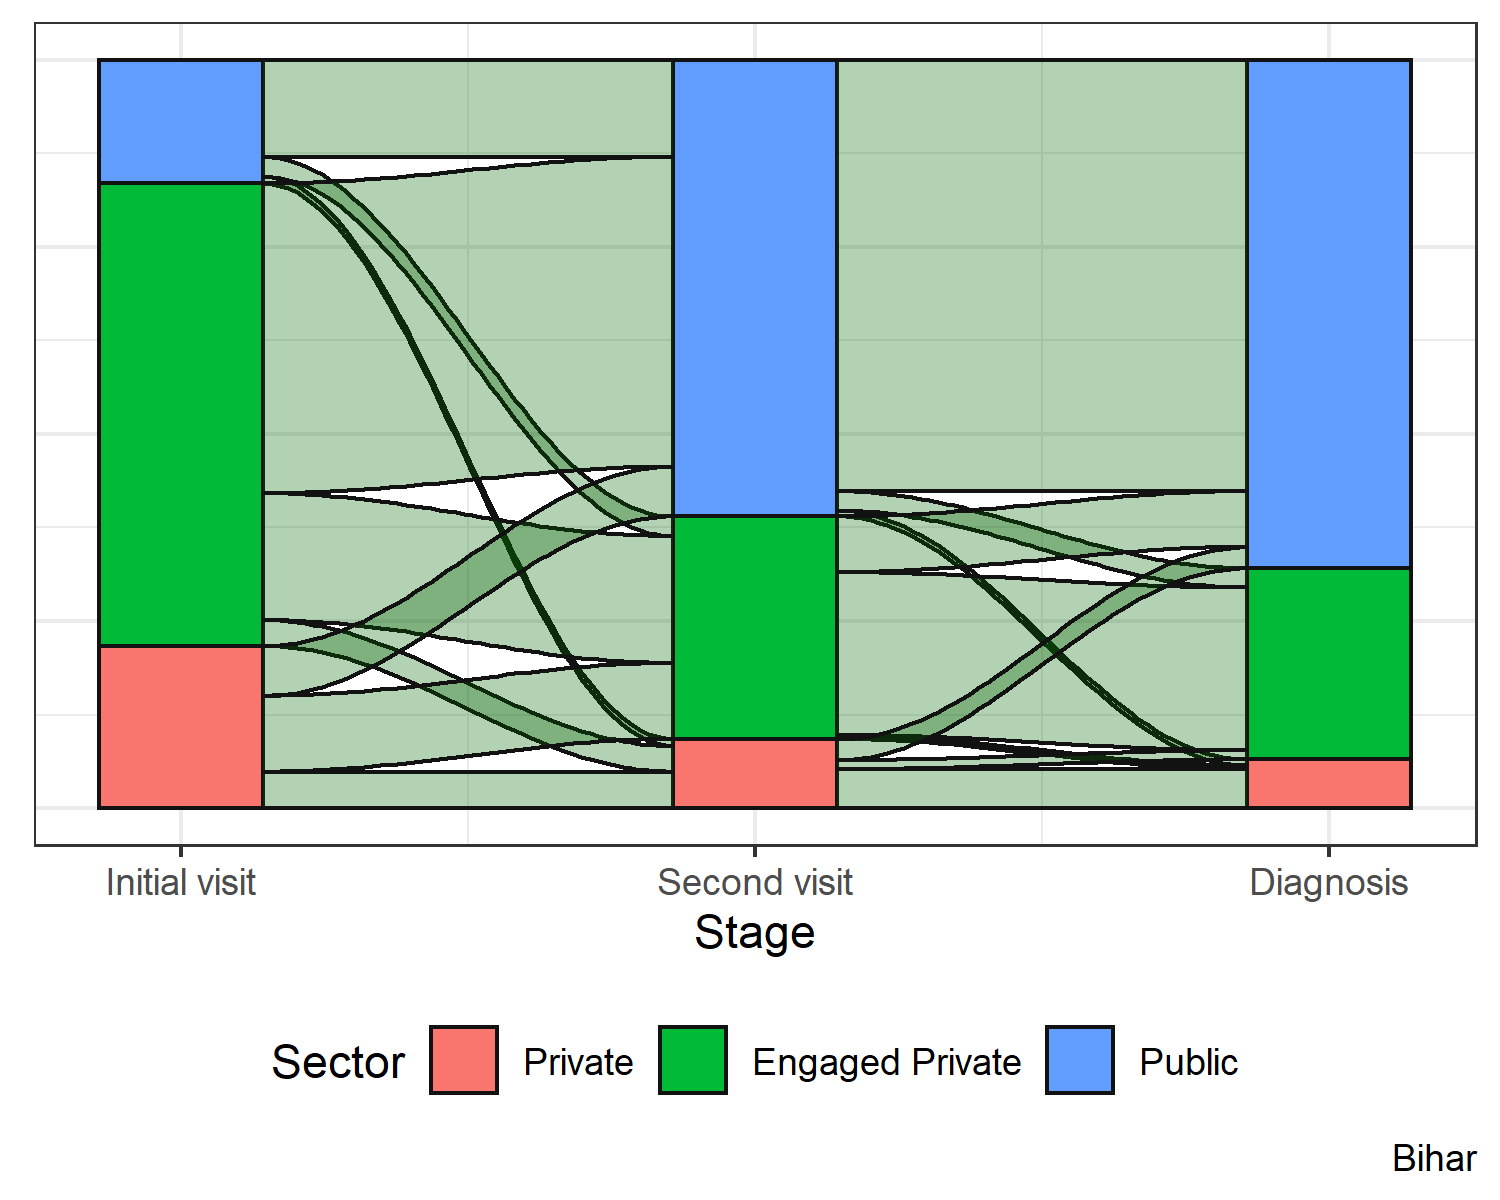 Initial visit Second visit Diagnosis
Stage
Sector Private Engaged Private Public
Bihar